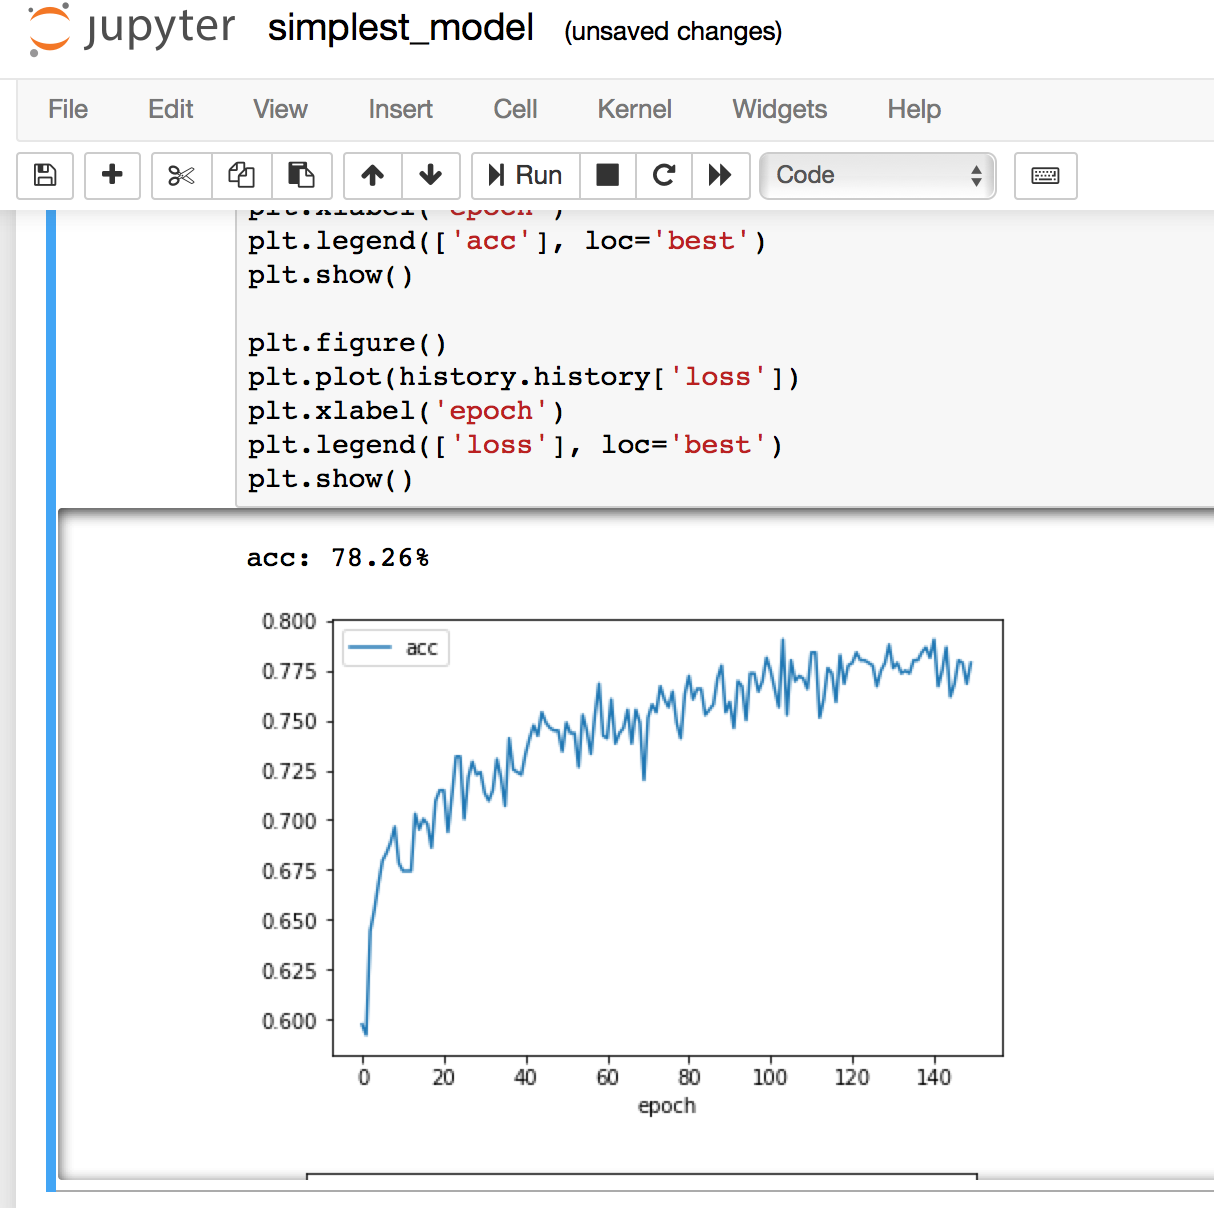 jupyter simplest_model (unsaved changes)
File Edit View Insert Cell Kernel Widgets Help
Run Code
plt.xlabel('epoch')
plt.legend(['acc'], loc='best')
plt.show()
plt.figure()
plt.plot(history.history['loss'])
plt.xlabel('epoch')
plt.legend(['loss'], loc='best')
plt.show()
acc: 78.26%
0.800
acc
0.775
0.750
0.725
0.700
0.675
0.650
0.625
0.600
0 20 40 60 80 100 120 140
epoch